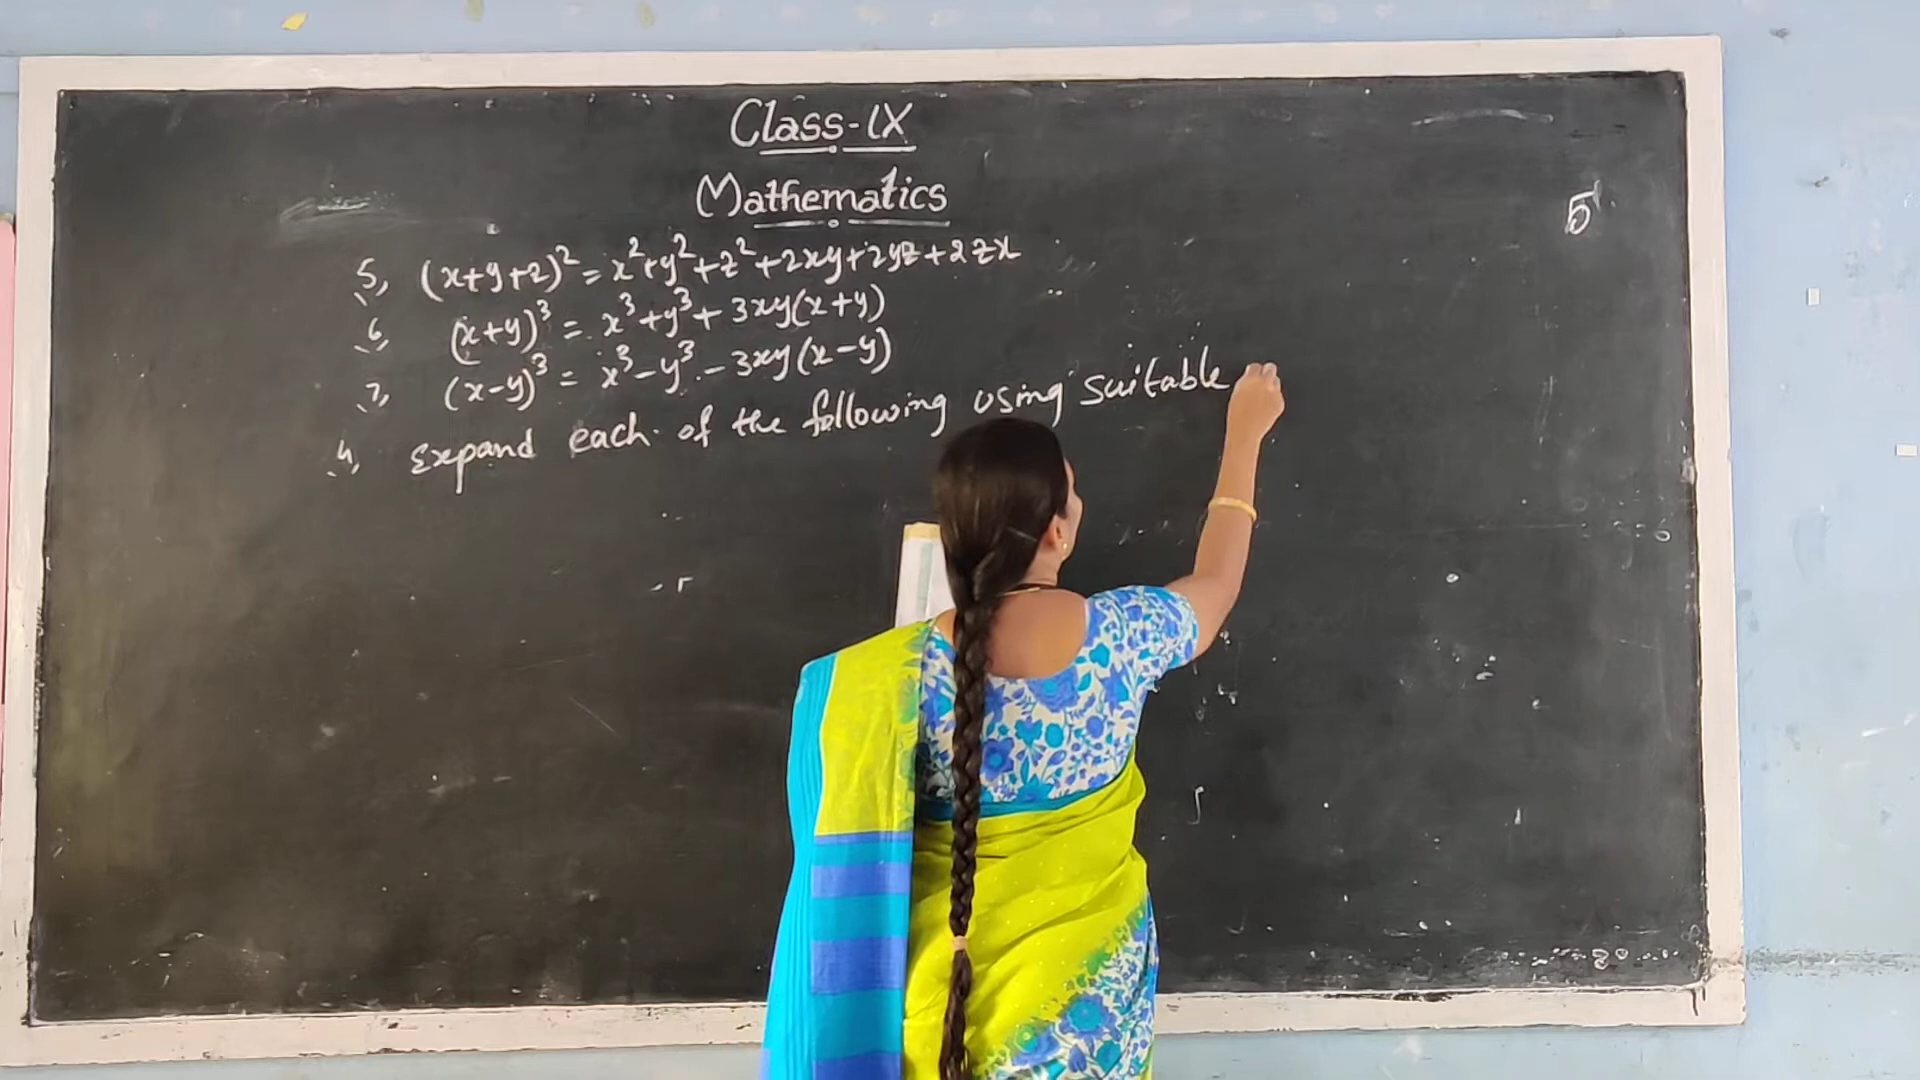 Class-IX
Mathematics
5
5, (x+y+z)² = x²+y²+z²+2xy+2yz+2zx
6, (x+y)³ = x³+y³+3xy(x+y)
7, (x-y)³ = x³-y³-3xy(x-y)
4, Expand each of the following using suitable